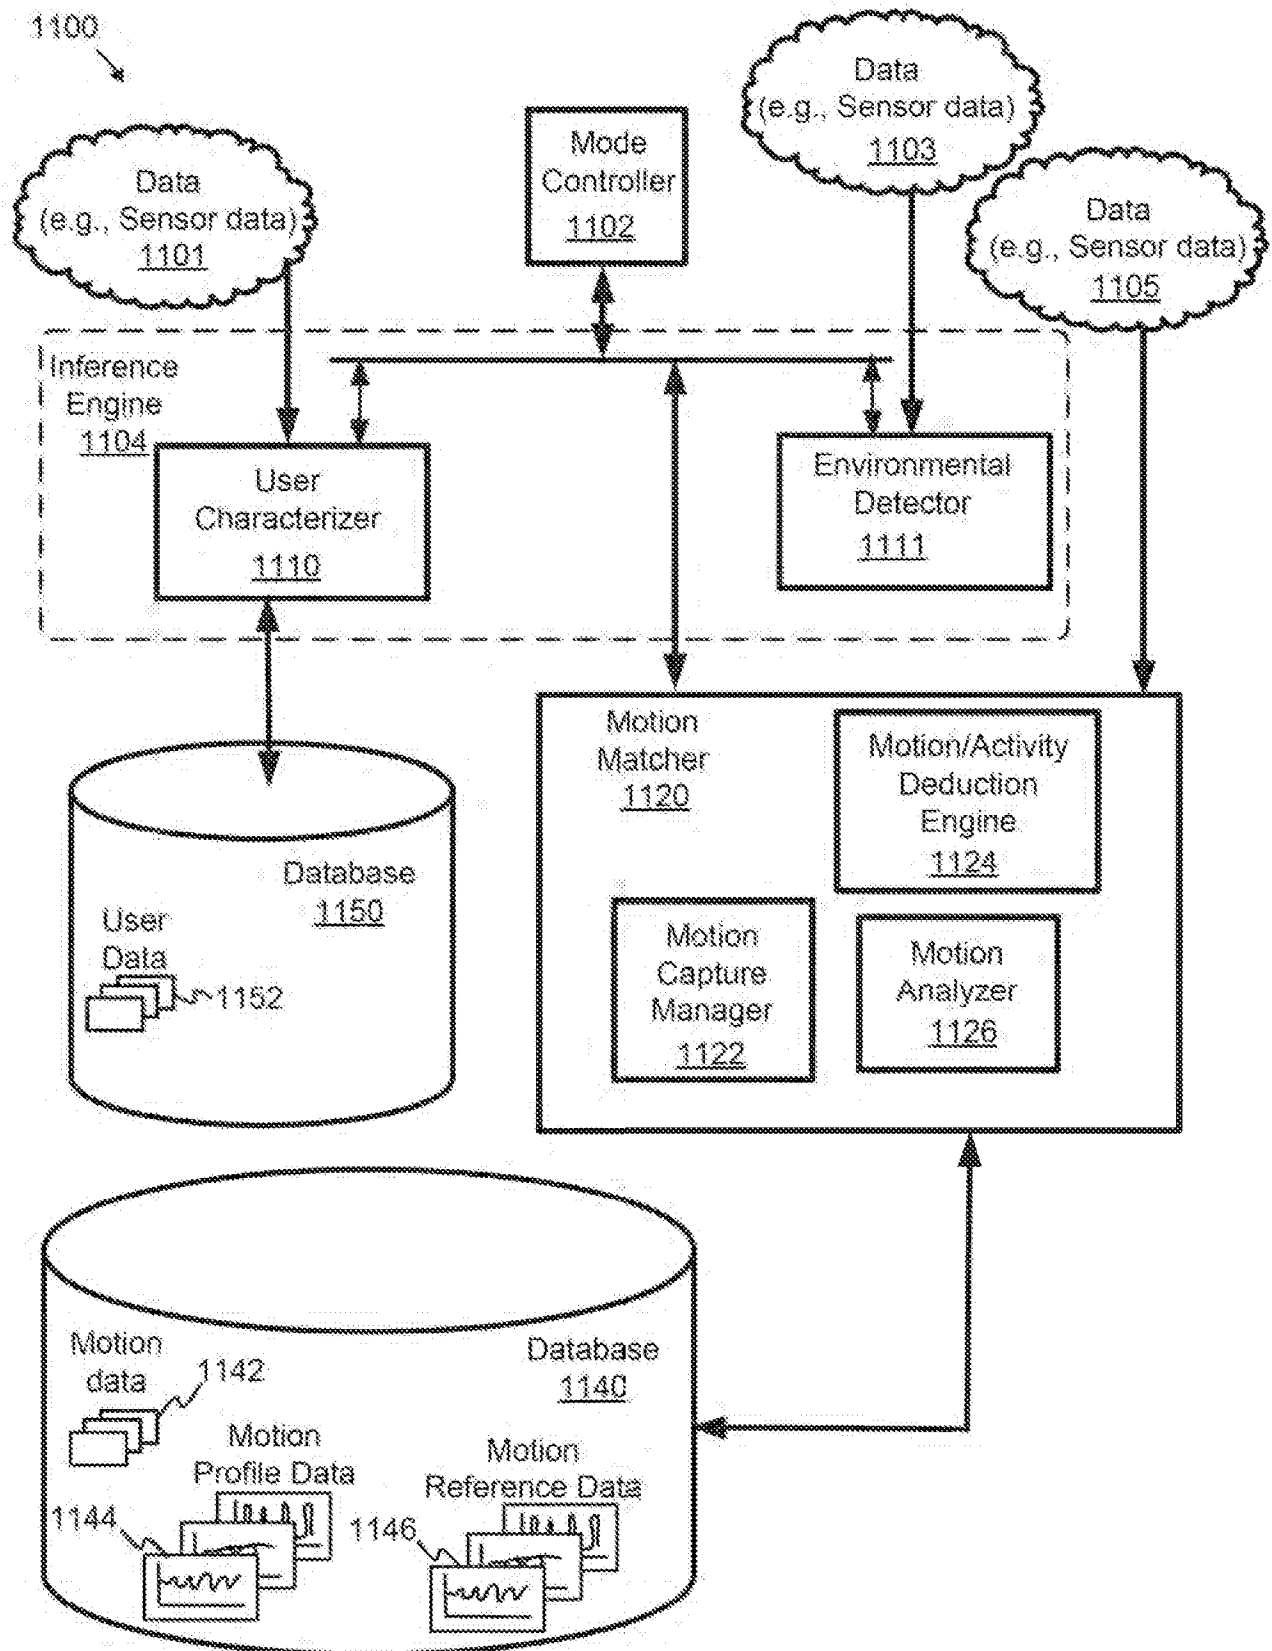 1100
Data
(e.g., Sensor data)
1103
Mode
Controller
1102
Data
(e.g., Sensor data)
1101
Data
(e.g., Sensor data)
1105
Inference
Engine
1104
User
Characterizer
1110
Environmental
Detector
1111
Motion
Matcher
1120
Motion/Activity
Deduction
Engine
1124
Motion
Capture
Manager
1122
Motion
Analyzer
1126
Database
1150
User
Data
1152
Database
1140
Motion
data
1142
Motion
Profile Data
1144
Motion
Reference Data
1146